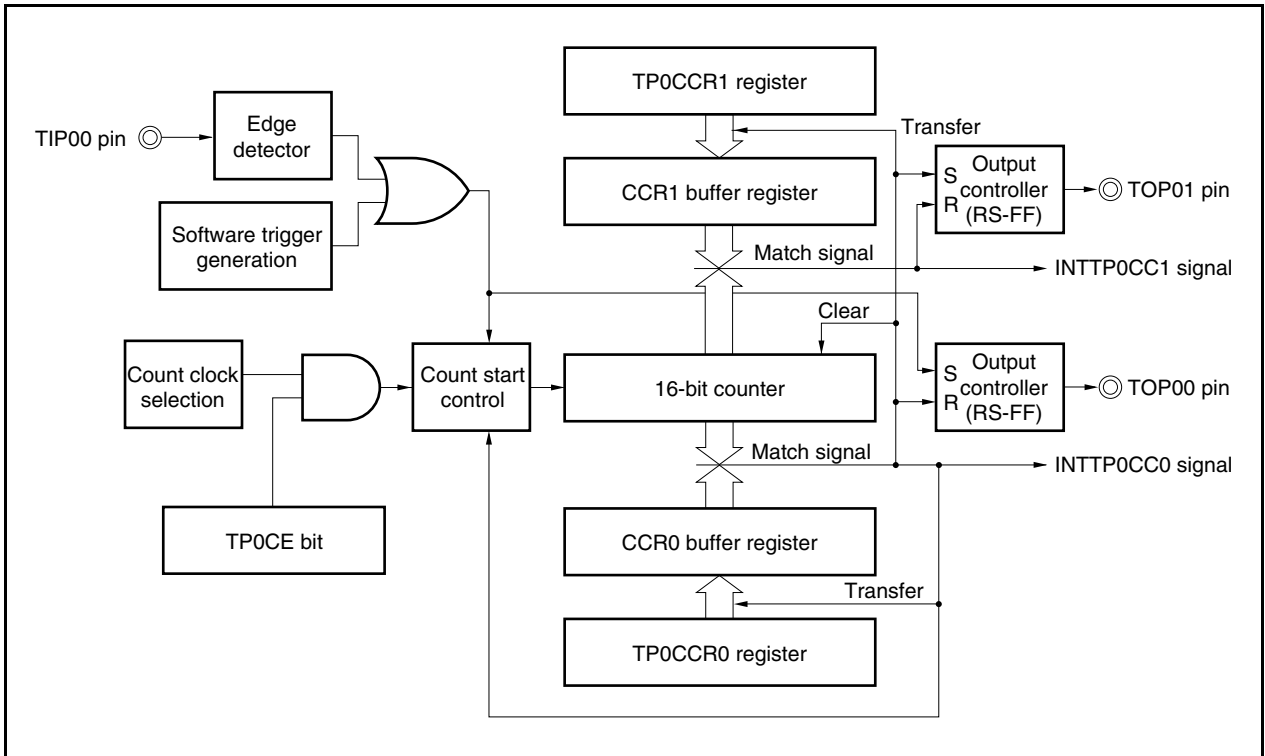 TP0CCR1 register
TIP00 pin
Edge
detector
Transfer
CCR1 buffer register
S
R
Output
controller
(RS-FF)
TOP01 pin
Software trigger
generation
Match signal
INTTP0CC1 signal
Clear
Count clock
selection
Count start
control
16-bit counter
S
R
Output
controller
(RS-FF)
TOP00 pin
Match signal
INTTP0CC0 signal
TP0CE bit
CCR0 buffer register
Transfer
TP0CCR0 register